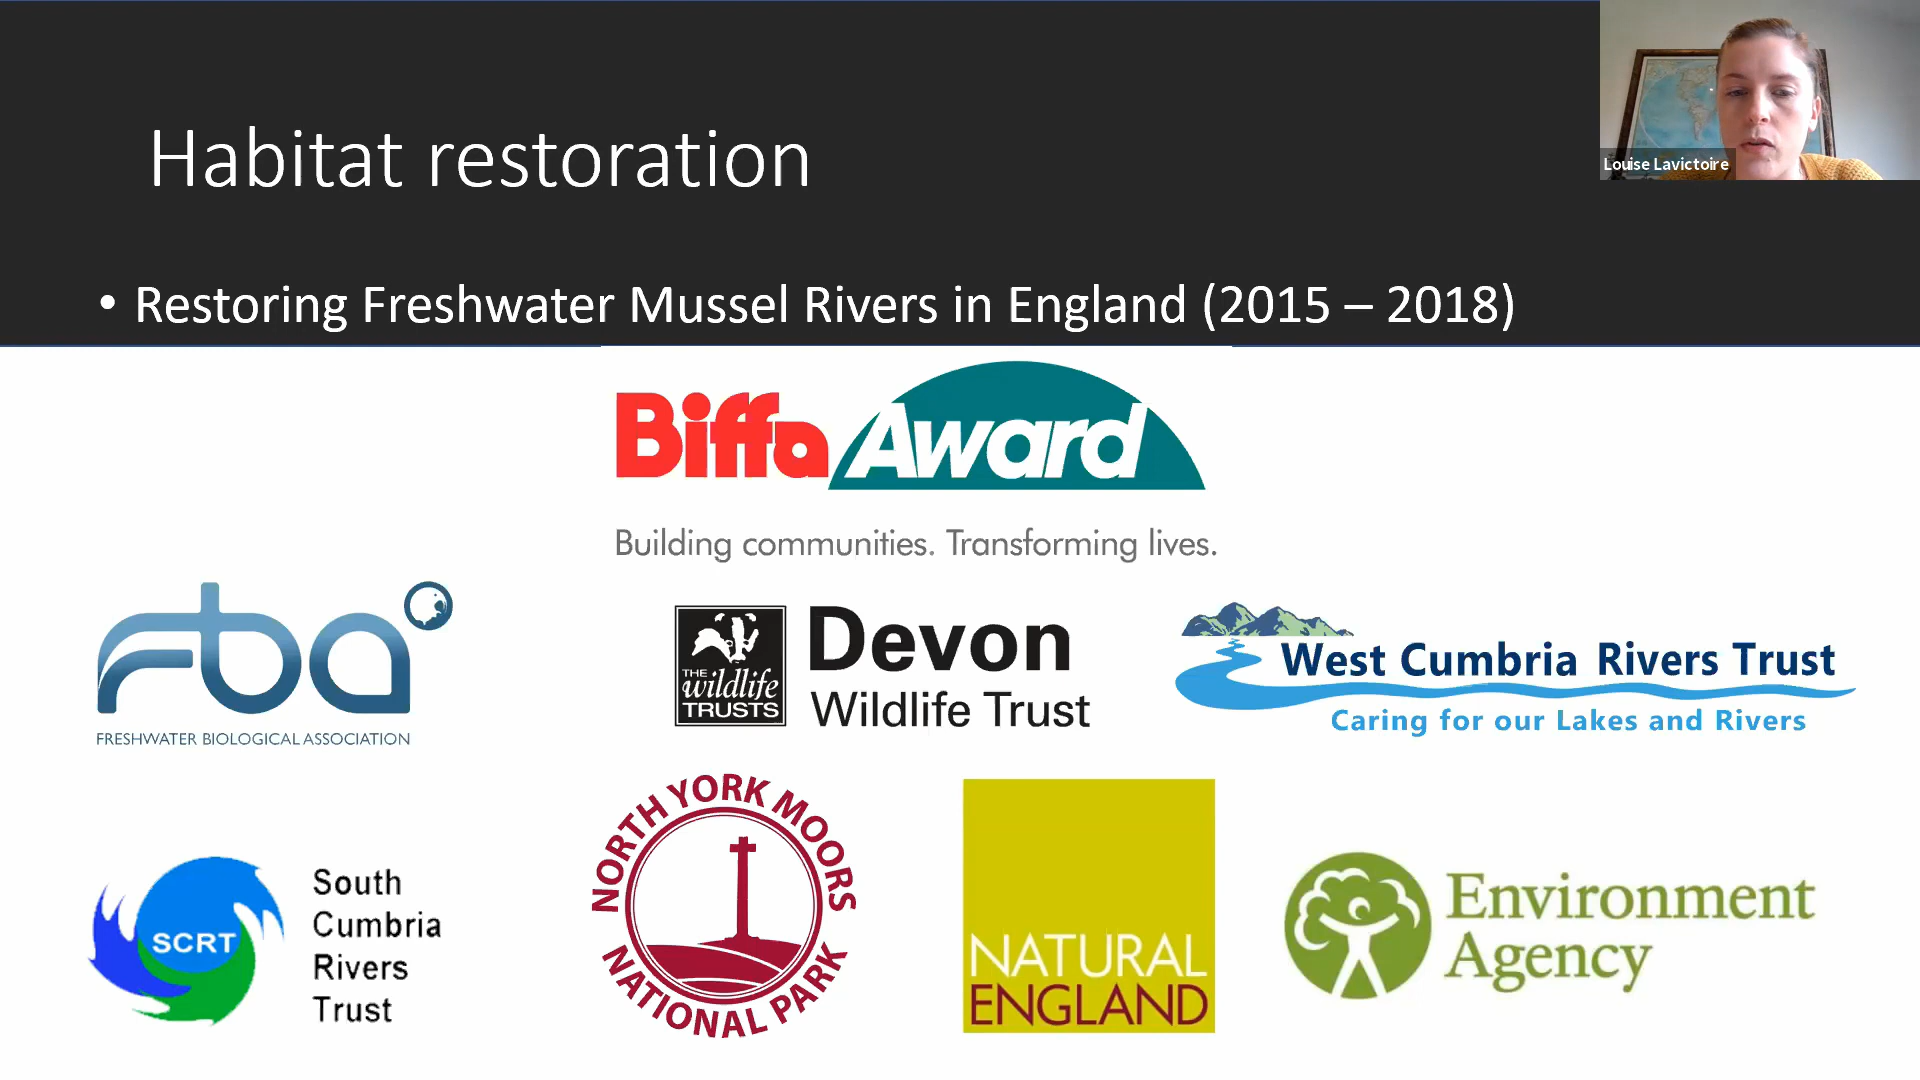 Habitat restoration
Louise Lavictoire
• Restoring Freshwater Mussel Rivers in England (2015 – 2018)
Biffa Award
Building communities. Transforming lives.
fba
FRESHWATER BIOLOGICAL ASSOCIATION
THE
wildlife
TRUSTS
Devon
Wildlife Trust
West Cumbria Rivers Trust
Caring for our Lakes and Rivers
SCRT
South
Cumbria
Rivers
Trust
NORTH YORK MOORS
NATIONAL PARK
NATURAL
ENGLAND
Environment
Agency